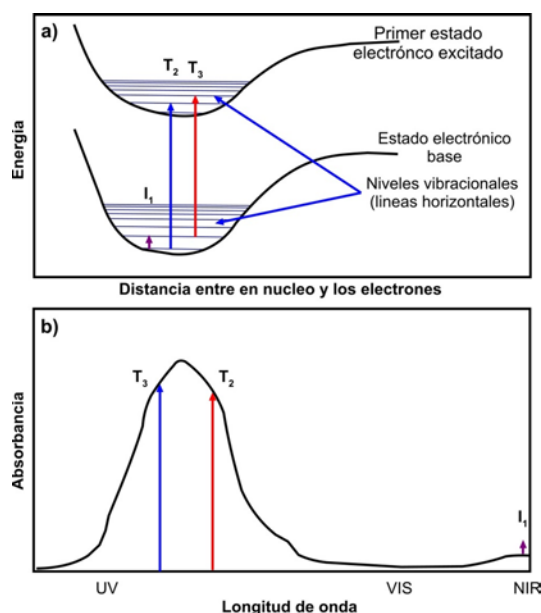 a)
Primer estado
electrónco excitado
T2 T3
Estado electrónico
base
Energía
I1
Niveles vibracionales
(lineas horizontales)
Distancia entre en nucleo y los electrones
b)
T3 T2
Absorbancia
I1
UV VIS NIR
Longitud de onda